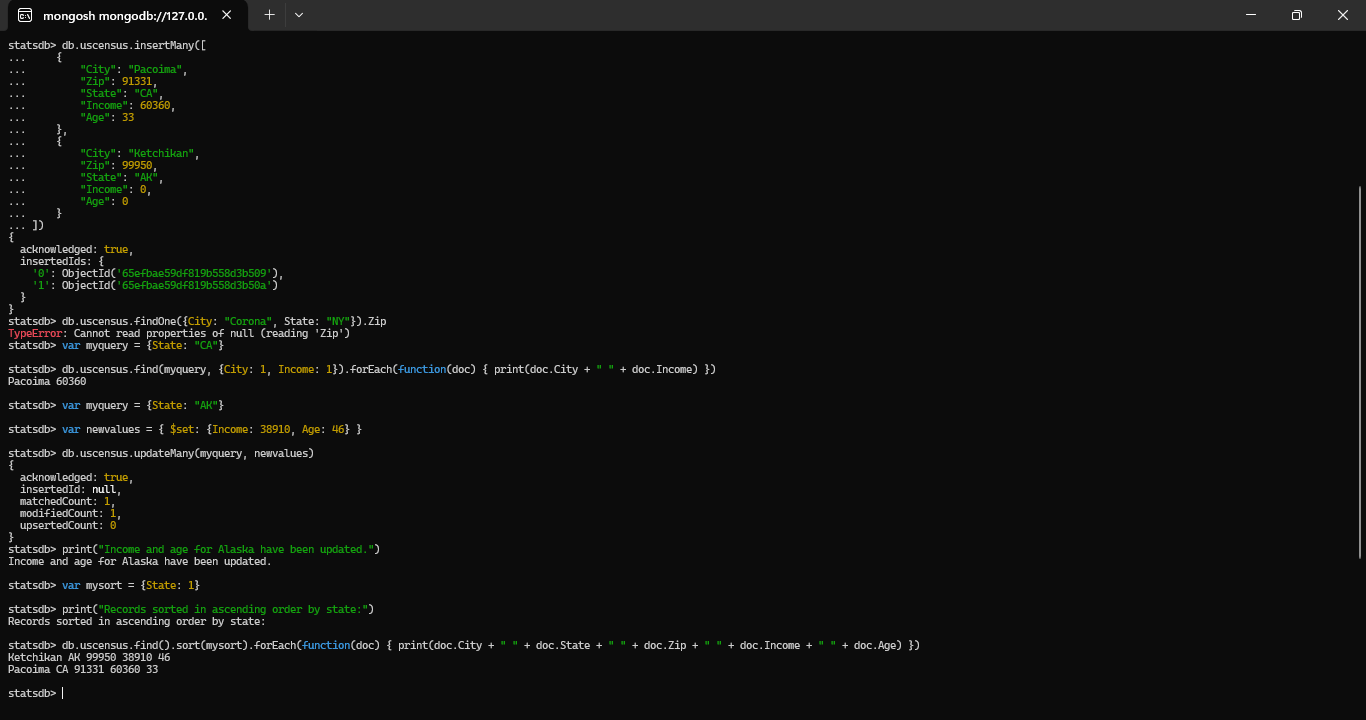 mongosh mongodb://127.0.0.
statsdb> db.uscensus.insertMany([
...     {
...         "City": "Pacoima",
...         "Zip": 91331,
...         "State": "CA",
...         "Income": 60360,
...         "Age": 33
...     },
...     {
...         "City": "Ketchikan",
...         "Zip": 99950,
...         "State": "AK",
...         "Income": 0,
...         "Age": 0
...     }
... ])
{
  acknowledged: true,
  insertedIds: {
    '0': ObjectId('65efbae59df819b558d3b509'),
    '1': ObjectId('65efbae59df819b558d3b50a')
  }
}
statsdb> db.uscensus.findOne({City: "Corona", State: "NY"}).Zip
TypeError: Cannot read properties of null (reading 'Zip')
statsdb> var myquery = {State: "CA"}
statsdb> db.uscensus.find(myquery, {City: 1, Income: 1}).forEach(function(doc) { print(doc.City + " " + doc.Income) })
Pacoima 60360
statsdb> var myquery = {State: "AK"}
statsdb> var newvalues = { $set: {Income: 38910, Age: 46} }
statsdb> db.uscensus.updateMany(myquery, newvalues)
{
  acknowledged: true,
  insertedId: null,
  matchedCount: 1,
  modifiedCount: 1,
  upsertedCount: 0
}
statsdb> print("Income and age for Alaska have been updated.")
Income and age for Alaska have been updated.
statsdb> var mysort = {State: 1}
statsdb> print("Records sorted in ascending order by state:")
Records sorted in ascending order by state:
statsdb> db.uscensus.find().sort(mysort).forEach(function(doc) { print(doc.City + " " + doc.State + " " + doc.Zip + " " + doc.Income + " " + doc.Age) })
Ketchikan AK 99950 38910 46
Pacoima CA 91331 60360 33
statsdb>